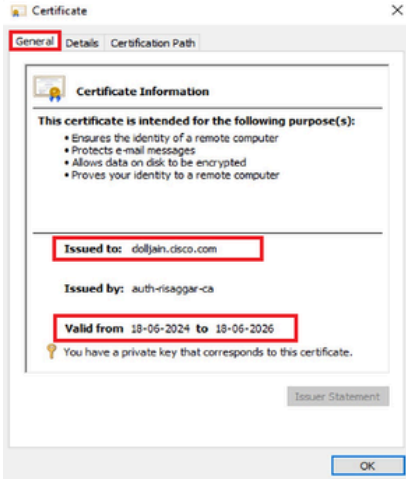 Certificate
General Details Certification Path
Certificate Information
This certificate is intended for the following purpose(s):
• Ensures the identity of a remote computer
• Protects e-mail messages
• Allows data on disk to be encrypted
• Proves your identity to a remote computer
Issued to: dolljain.cisco.com
Issued by: auth-risaggar-ca
Valid from 18-06-2024 to 18-06-2026
You have a private key that corresponds to this certificate.
Issuer Statement
OK